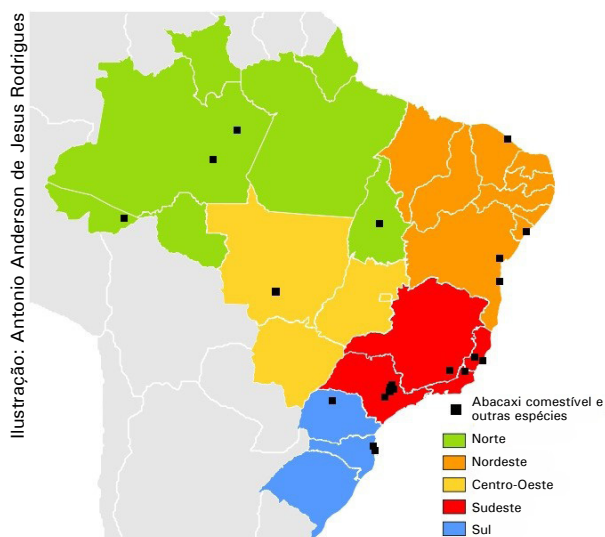 Ilustração: Antonio Anderson de Jesus Rodrigues
Abacaxi comestível e
outras espécies
Norte
Nordeste
Centro-Oeste
Sudeste
Sul